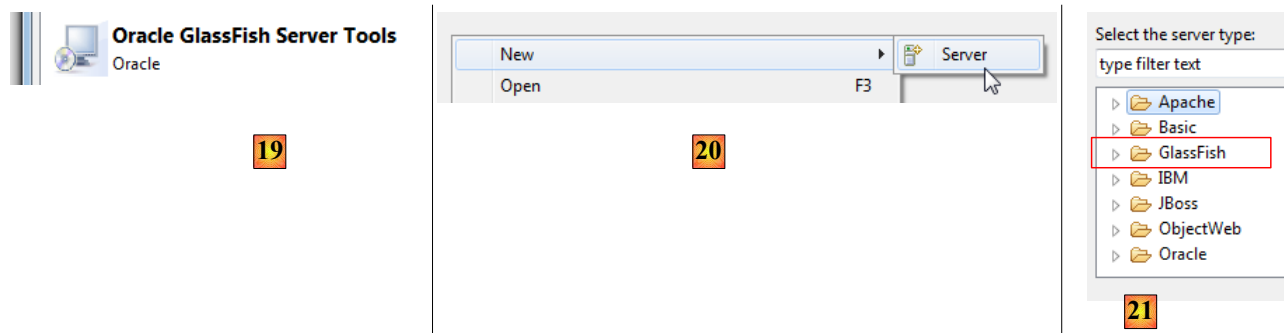 Oracle GlassFish Server Tools
Oracle
19
New
Server
Open F3
20
Select the server type:
type filter text
Apache
Basic
GlassFish
IBM
JBoss
ObjectWeb
Oracle
21